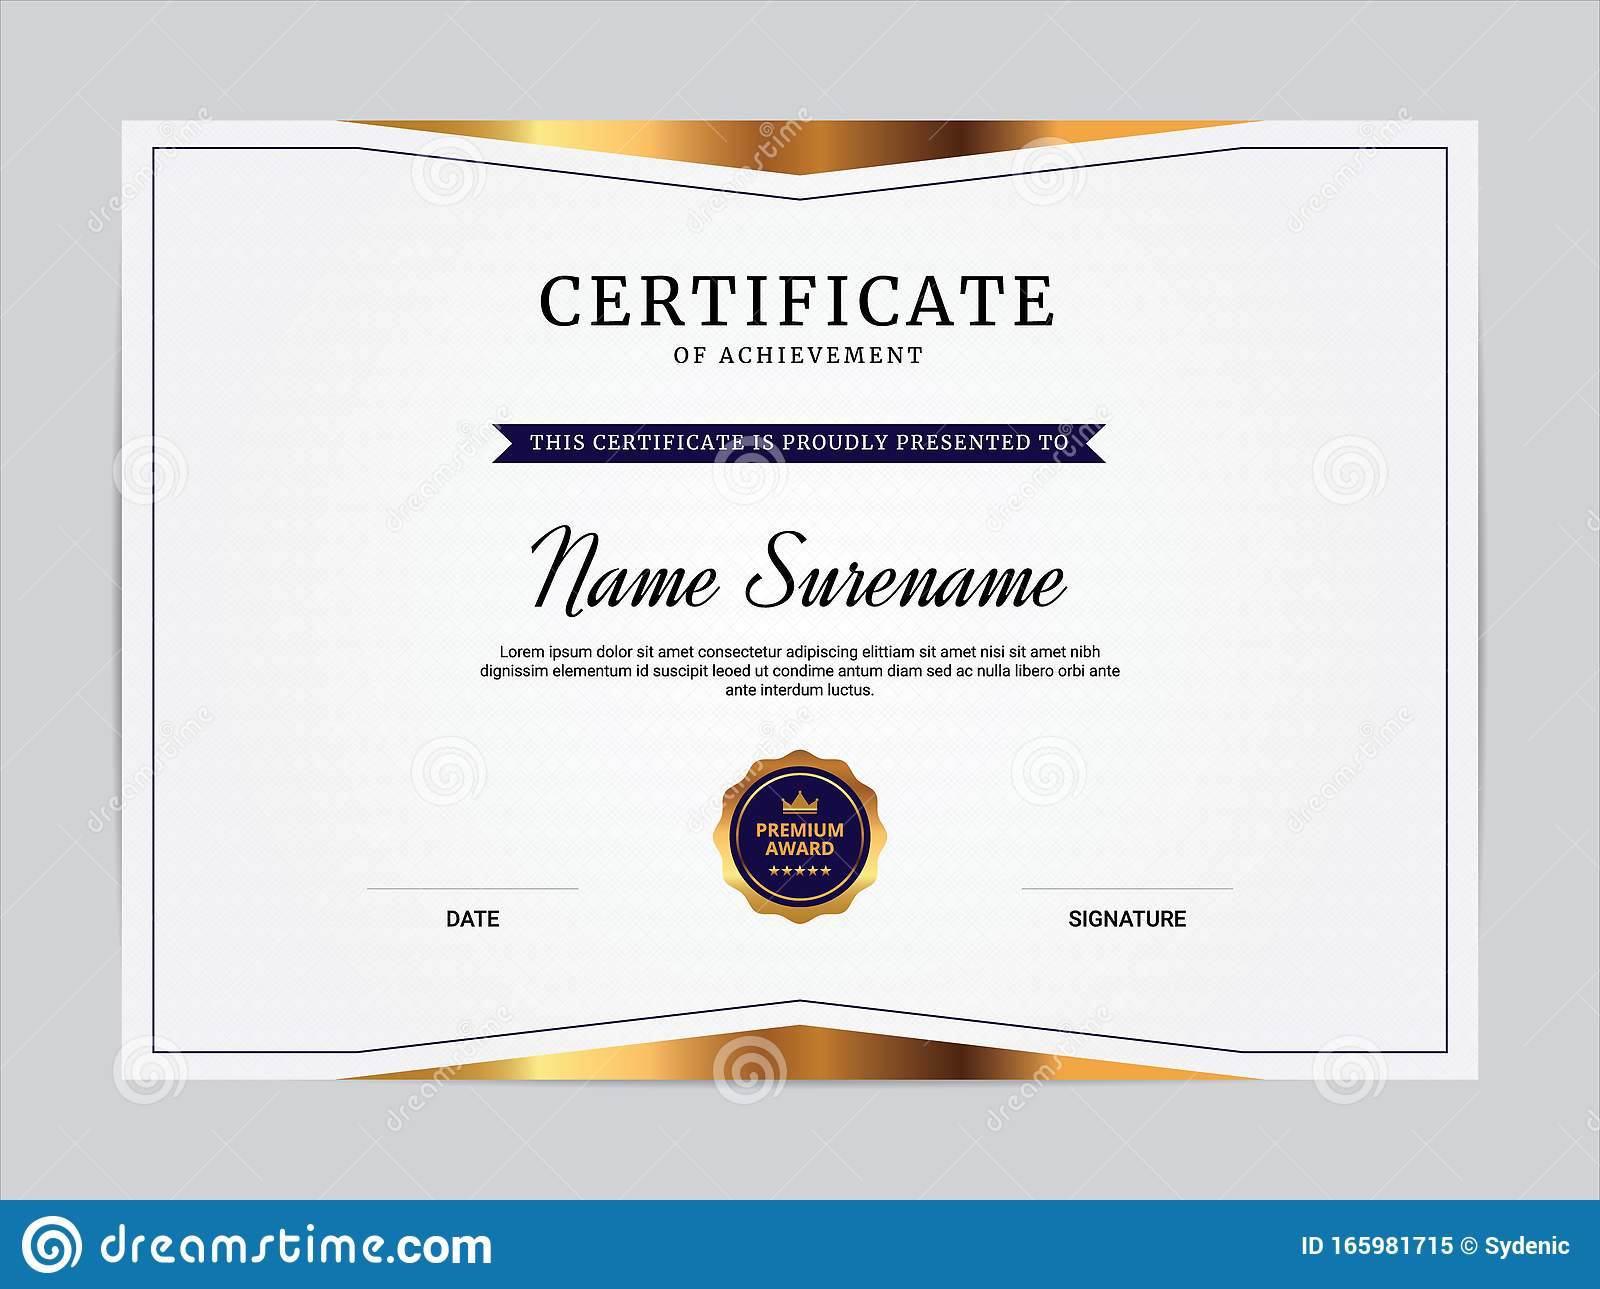 CERTIFICATE
OF ACHIEVEMENT
THIS CERTIFICATE IS PROUDLY PRESENTED TO
Name Surename
Lorem ipsum dolor sit amet consectetur adipiscing elittiam sit amet nisi sit amet nibh
dignissim elementum id suscipit leoed ut condime antum diam sed ac nulla libero orbi ante
ante interdum luctus.
PREMIUM
AWARD
DATE
SIGNATURE
dreamstime.com
ID 165981715 © Sydenic